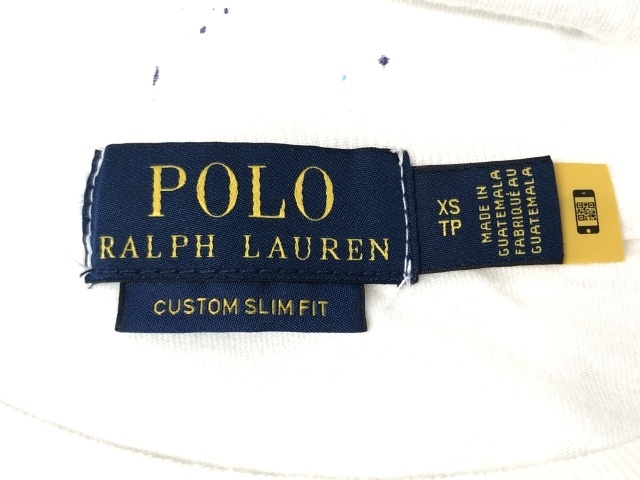 POLO
RALPH LAUREN
CUSTOM SLIM FIT
XS
TP
MADE IN
GUATEMALA
FABRIQUÉ AU
GUATEMALA